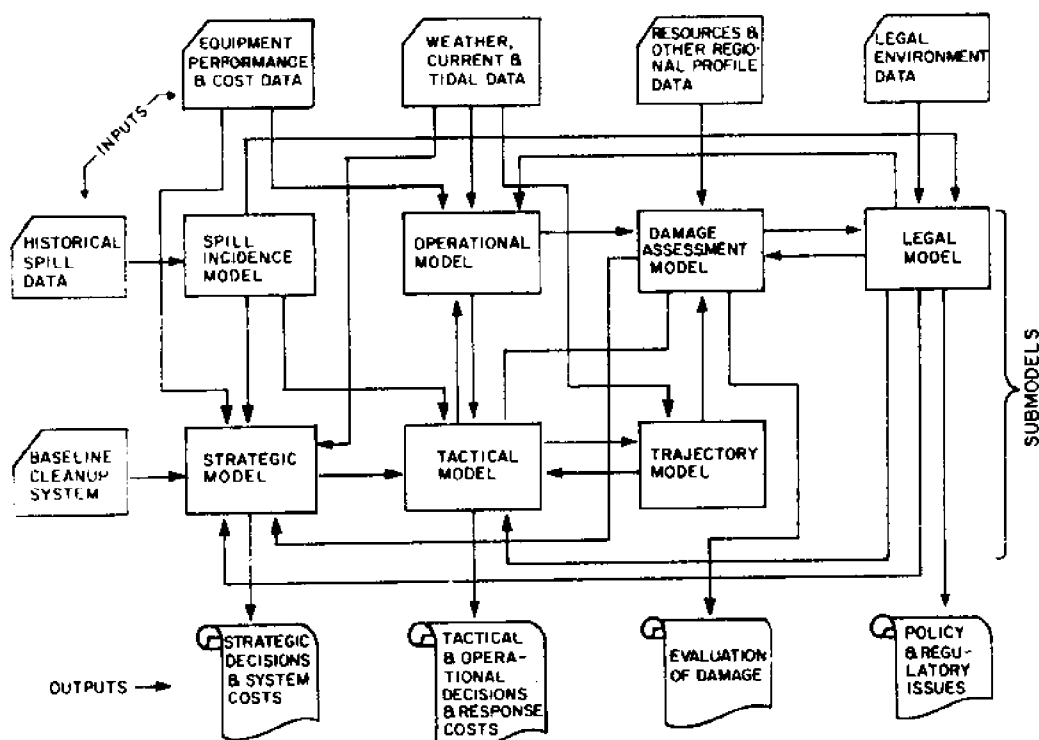 EQUIPMENT
PERFORMANCE
& COST DATA
WEATHER,
CURRENT &
TIDAL DATA
RESOURCES &
OTHER REGIO-
NAL PROFILE
DATA
LEGAL
ENVIRONMENT
DATA
INPUTS
HISTORICAL
SPILL
DATA
SPILL
INCIDENCE
MODEL
OPERATIONAL
MODEL
DAMAGE
ASSESSMENT
MODEL
LEGAL
MODEL
SUBMODELS
BASELINE
CLEANUP
SYSTEM
STRATEGIC
MODEL
TACTICAL
MODEL
TRAJECTORY
MODEL
OUTPUTS
STRATEGIC
DECISIONS
& SYSTEM
COSTS
TACTICAL
& OPERA-
TIONAL
DECISIONS
& RESPONSE
COSTS
EVALUATION
OF DAMAGE
POLICY
& REGU-
LATORY
ISSUES